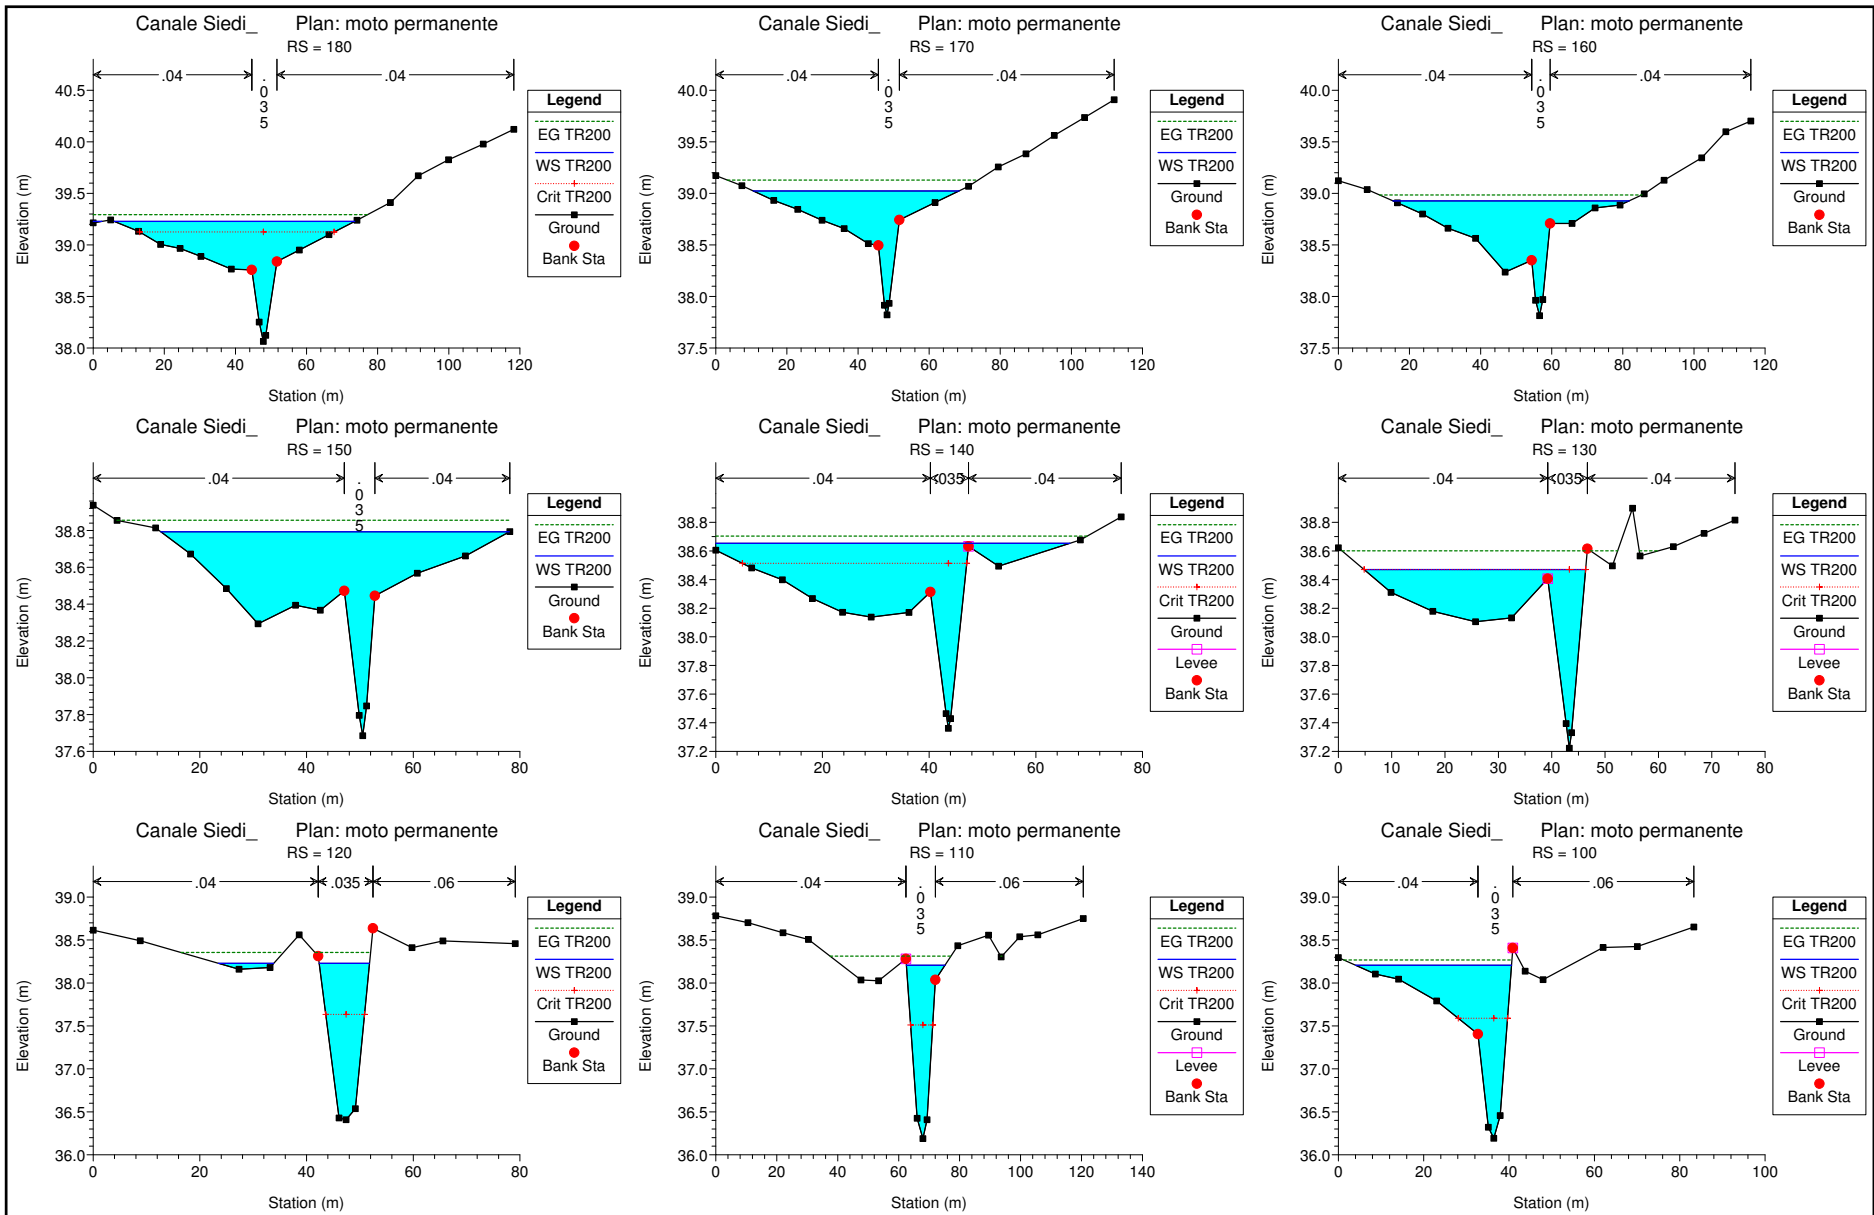 Canale Siedi_ Plan: moto permanente
RS = 180
.04 .035 .04
Elevation (m)
40.5
40.0
39.5
39.0
38.5
38.0
0 20 40 60 80 100 120
Station (m)
Legend
EG TR200
WS TR200
Crit TR200
Ground
Bank Sta
Canale Siedi_ Plan: moto permanente
RS = 170
.04 .035 .04
Elevation (m)
40.0
39.5
39.0
38.5
38.0
37.5
0 20 40 60 80 100 120
Station (m)
Legend
EG TR200
WS TR200
Ground
Bank Sta
Canale Siedi_ Plan: moto permanente
RS = 160
.04 .035 .04
Elevation (m)
40.0
39.5
39.0
38.5
38.0
37.5
0 20 40 60 80 100 120
Station (m)
Legend
EG TR200
WS TR200
Ground
Bank Sta
Canale Siedi_ Plan: moto permanente
RS = 150
.04 .035 .04
Elevation (m)
38.8
38.6
38.4
38.2
38.0
37.8
37.6
0 20 40 60 80
Station (m)
Legend
EG TR200
WS TR200
Ground
Bank Sta
Canale Siedi_ Plan: moto permanente
RS = 140
.04 .035 .04
Elevation (m)
38.8
38.6
38.4
38.2
38.0
37.8
37.6
37.4
37.2
0 20 40 60 80
Station (m)
Legend
EG TR200
WS TR200
Crit TR200
Ground
Levee
Bank Sta
Canale Siedi_ Plan: moto permanente
RS = 130
.04 .035 .04
Elevation (m)
38.8
38.6
38.4
38.2
38.0
37.8
37.6
37.4
37.2
0 10 20 30 40 50 60 70 80
Station (m)
Legend
EG TR200
WS TR200
Crit TR200
Ground
Levee
Bank Sta
Canale Siedi_ Plan: moto permanente
RS = 120
.04 .035 .06
Elevation (m)
39.0
38.5
38.0
37.5
37.0
36.5
36.0
0 20 40 60 80
Station (m)
Legend
EG TR200
WS TR200
Crit TR200
Ground
Bank Sta
Canale Siedi_ Plan: moto permanente
RS = 110
.04 .035 .06
Elevation (m)
39.0
38.5
38.0
37.5
37.0
36.5
36.0
0 20 40 60 80 100 120 140
Station (m)
Legend
EG TR200
WS TR200
Crit TR200
Ground
Levee
Bank Sta
Canale Siedi_ Plan: moto permanente
RS = 100
.04 .035 .06
Elevation (m)
39.0
38.5
38.0
37.5
37.0
36.5
36.0
0 20 40 60 80 100
Station (m)
Legend
EG TR200
WS TR200
Crit TR200
Ground
Levee
Bank Sta